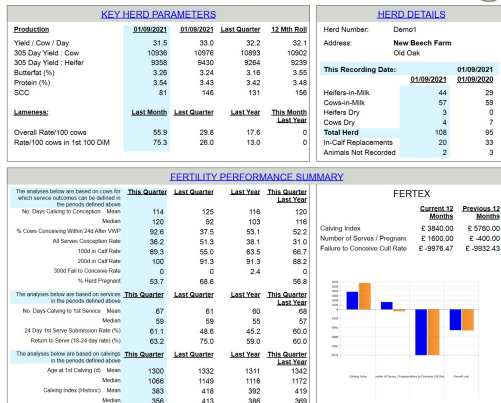 KEY HERD PARAMETERS
Production 01/09/2021 01/08/2021 Last Quarter 12 Mth Roll
Yield / Cow / Day 31.5 33.0 32.2 32.1
305 Day Yield : Cow 10936 10976 10893 10902
305 Day Yield : Heifer 9358 9430 9264 9239
Butterfat (%) 3.26 3.24 3.16 3.55
Protein (%) 3.54 3.43 3.42 3.48
SCC 81 146 131 156
Lameness: Last Month Last Quarter Last Year This Month
Last Year
Overall Rate/100 cows 55.9 29.8 17.6 0
Rate/100 cows in 1st 100 DiM 75.3 26.0 13.0 0
HERD DETAILS
Herd Number: Demo1
Address: New Beech Farm
Old Oak
This Recording Date: 01/09/2021
01/09/2021 01/09/2020
Heifers-in-Milk 44 29
Cows-in-Milk 57 59
Heifers Dry 3 0
Cows Dry 4 7
Total Herd 108 95
In-Calf Replacements 20 33
Animals Not Recorded 2 3
FERTILITY PERFORMANCE SUMMARY
The analyses below are based on cows for This Quarter Last Quarter Last Year This Quarter
which service outcomes can be defined in Last Year
the periods defined above
No. Days Calving to Conception Mean 114 125 116 120
Median 120 92 103 116
% Cows Conceiving Within 24d After VWP 92.6 37.5 53.1 52.2
All Serves Conception Rate 36.2 51.3 38.1 31.0
100d in Calf Rate 89.3 55.0 63.5 66.7
200d in Calf Rate 100 91.3 91.3 88.2
300d Fail to Conceive Rate 0 0 2.4 0
% Herd Pregnant 53.7 68.6 56.8
The analyses below are based on services This Quarter Last Quarter Last Year This Quarter
in the periods defined above Last Year
No. Days Calving to 1st Service Mean 67 61 60 68
Median 59 59 55 57
24 Day 1st Serve Submission Rate (%) 61.1 48.6 45.2 60.0
Return to Serve (18-24 day rate) (%) 63.2 75.0 59.0 60.0
The analyses below are based on calvings This Quarter Last Quarter Last Year This Quarter
in the periods defined above Last Year
Age at 1st Calving (d) Mean 1300 1332 1311 1342
Median 1066 1149 1116 1172
Calving Index (Historic) Mean 383 418 392 419
Median 356 413 386 369
FERTEX
Current 12 Previous 12
Months Months
Calving Index £ 3840.00 £ 5760.00
Number of Serves / Pregnanc £ 1600.00 £ -400.00
Failure to Conceive Cull Rate £ -9976.47 £ -9932.43
Calving Index